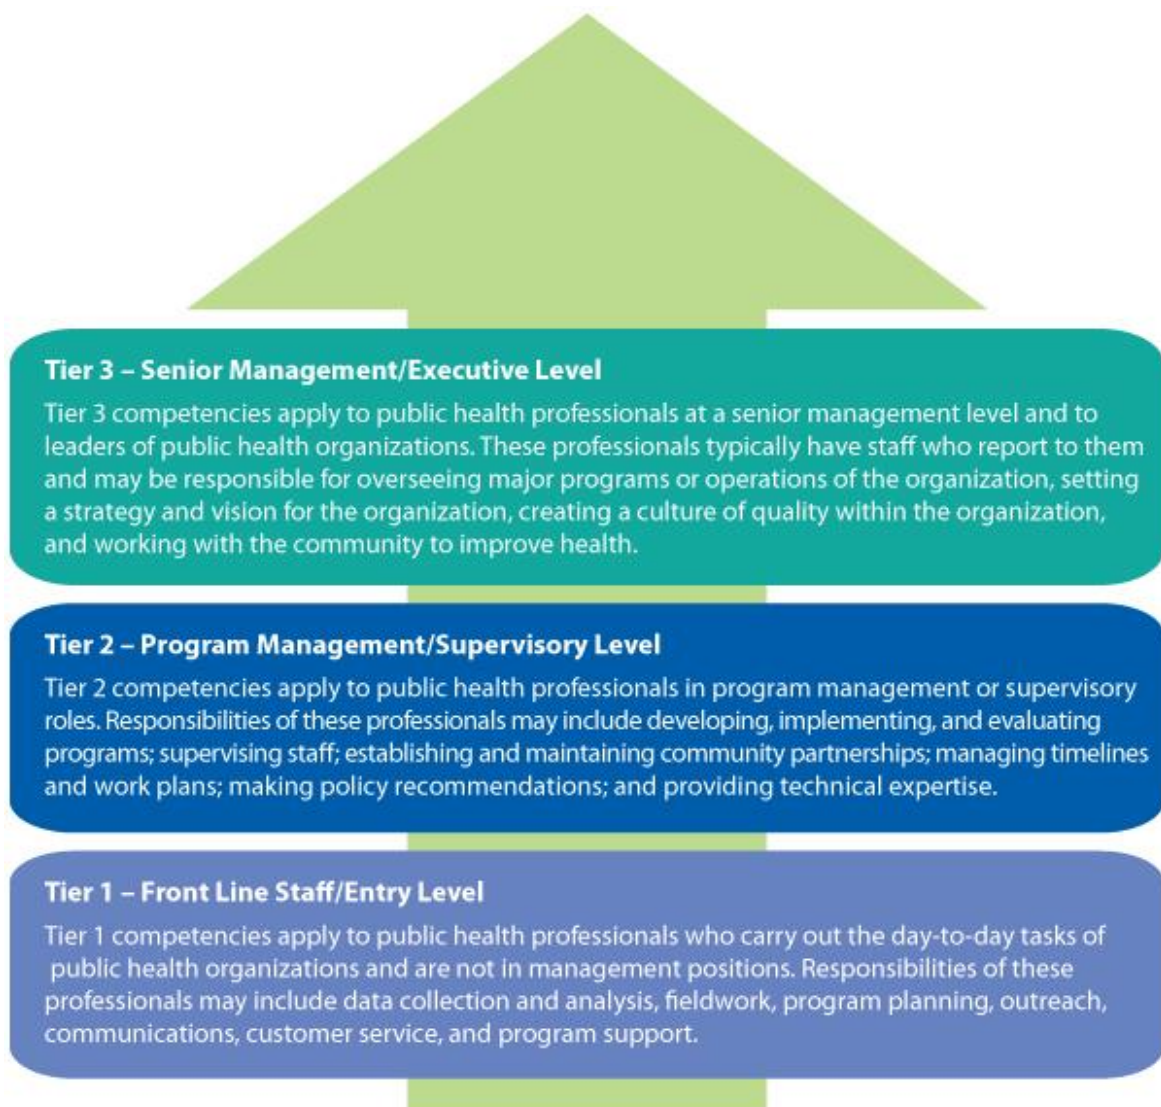 Tier 3 – Senior Management/Executive Level
Tier 3 competencies apply to public health professionals at a senior management level and to
leaders of public health organizations. These professionals typically have staff who report to them
and may be responsible for overseeing major programs or operations of the organization, setting
a strategy and vision for the organization, creating a culture of quality within the organization,
and working with the community to improve health.
Tier 2 – Program Management/Supervisory Level
Tier 2 competencies apply to public health professionals in program management or supervisory
roles. Responsibilities of these professionals may include developing, implementing, and evaluating
programs; supervising staff; establishing and maintaining community partnerships; managing timelines
and work plans; making policy recommendations; and providing technical expertise.
Tier 1 – Front Line Staff/Entry Level
Tier 1 competencies apply to public health professionals who carry out the day-to-day tasks of
public health organizations and are not in management positions. Responsibilities of these
professionals may include data collection and analysis, fieldwork, program planning, outreach,
communications, customer service, and program support.